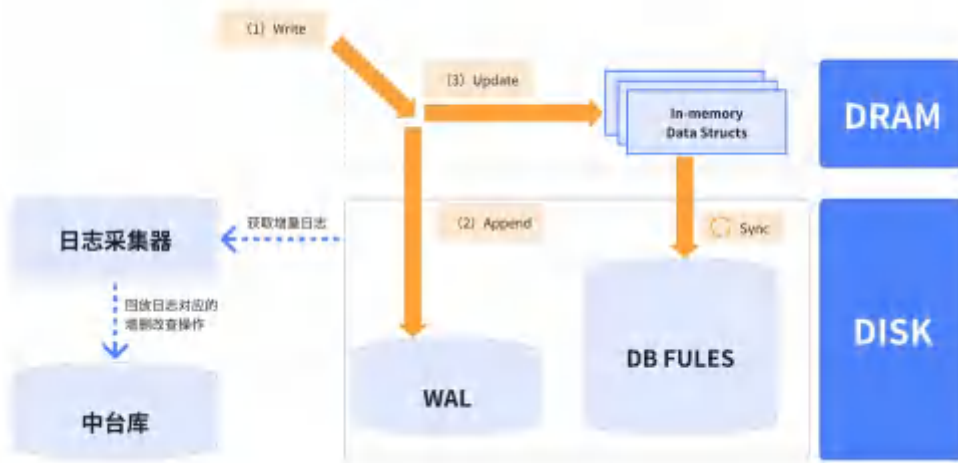 (1) Write
(3) Update
In-memory
Data Structs
DRAM
获取增量日志
(2) Append
Sync
日志采集器
回放日志对应的
增删改查操作
DISK
DB FULES
WAL
中台库